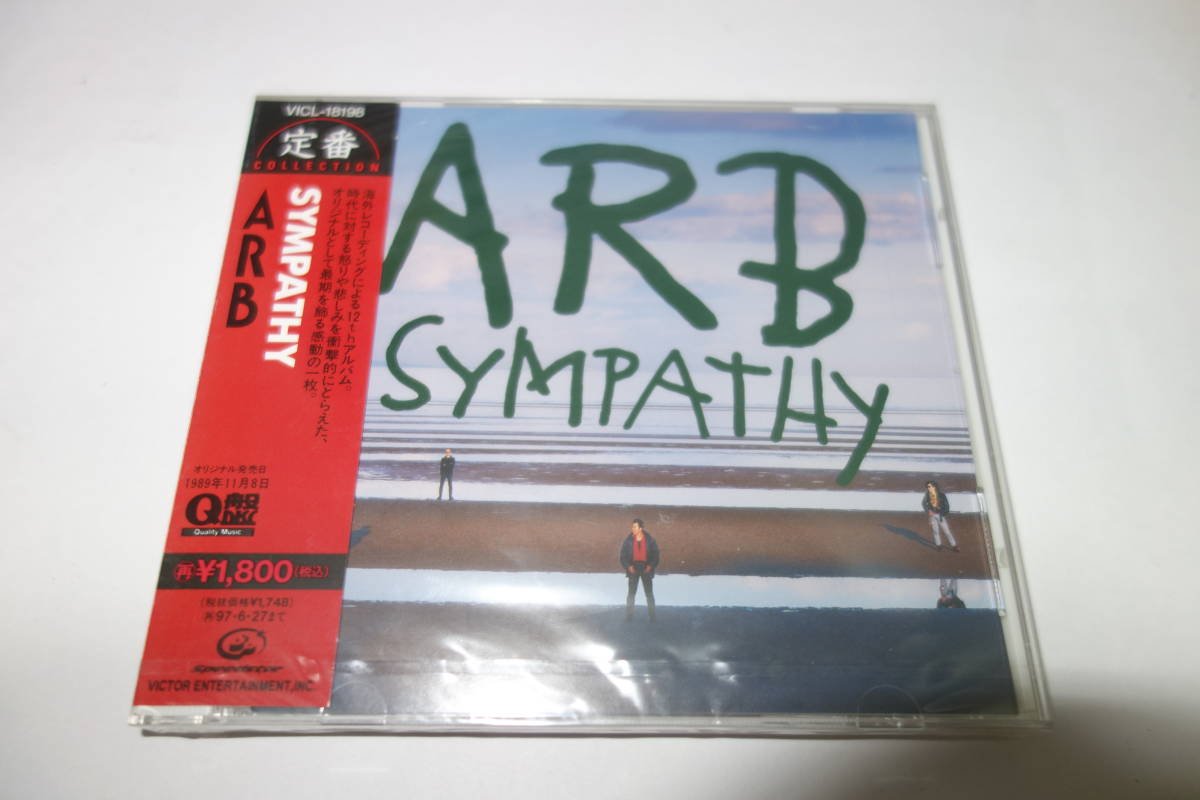 VICL-18198
定番
COLLECTION
ARB
SYMPATHY
海外レコーディングによる12thアルバム。
時代に対する怒りや悲しみを衝撃的にとらえた、
オリジナルとして最期を飾る感動の一枚。
オリジナル発売日
1989年11月8日
Q盤
Quality Music
再¥1,800(税込)
(税抜価格¥1,748)
再97・6・27まで
Speedstar
VICTOR ENTERTAINMENT, INC.
ARB
SYMPATHY